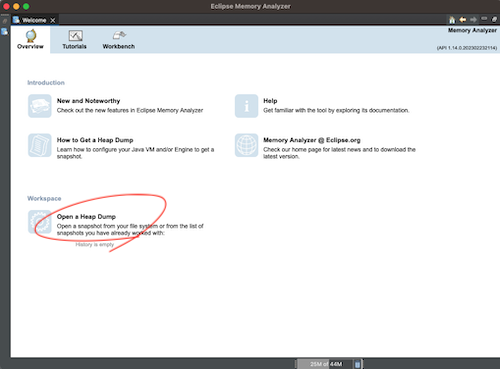 Eclipse Memory Analyzer
Welcome
Overview
Tutorials
Workbench
Memory Analyzer
(API 1.14.0.202302232114)
Introduction
New and Noteworthy
Check out the new features in Eclipse Memory Analyzer
Help
Get familiar with the tool by exploring its documentation.
How to Get a Heap Dump
Learn how to configure your Java VM and/or Engine to get a
snapshot.
Memory Analyzer @ Eclipse.org
Check our home page for latest news and to download the
latest version.
Workspace
Open a Heap Dump
Open a snapshot from your file system or from the list of
snapshots you have already worked with:
History is empty
25M of 44M